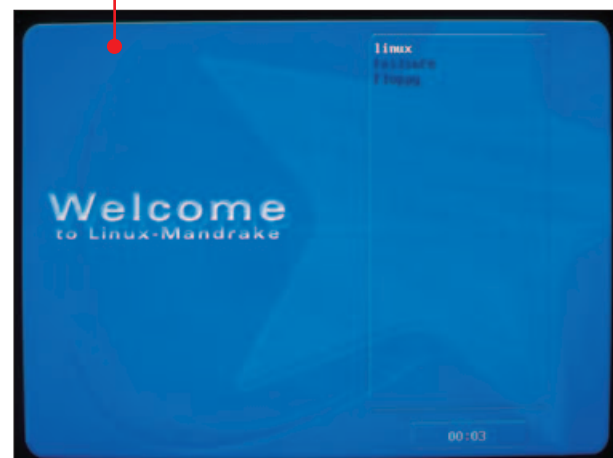 Welcome
to Linux-Mandrake
linux
failsafe
floppy
00:03